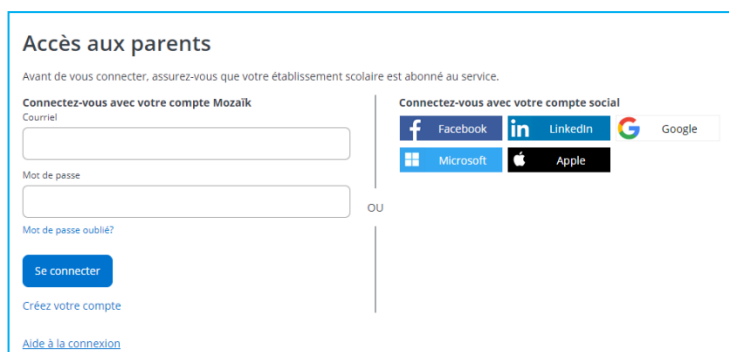 Accès aux parents
Avant de vous connecter, assurez-vous que votre établissement scolaire est abonné au service.
Connectez-vous avec votre compte Mozaïk
Courriel
Mot de passe
Mot de passe oublié?
Se connecter
Créez votre compte
Aide à la connexion
OU
Connectez-vous avec votre compte social
Facebook
LinkedIn
Google
Microsoft
Apple